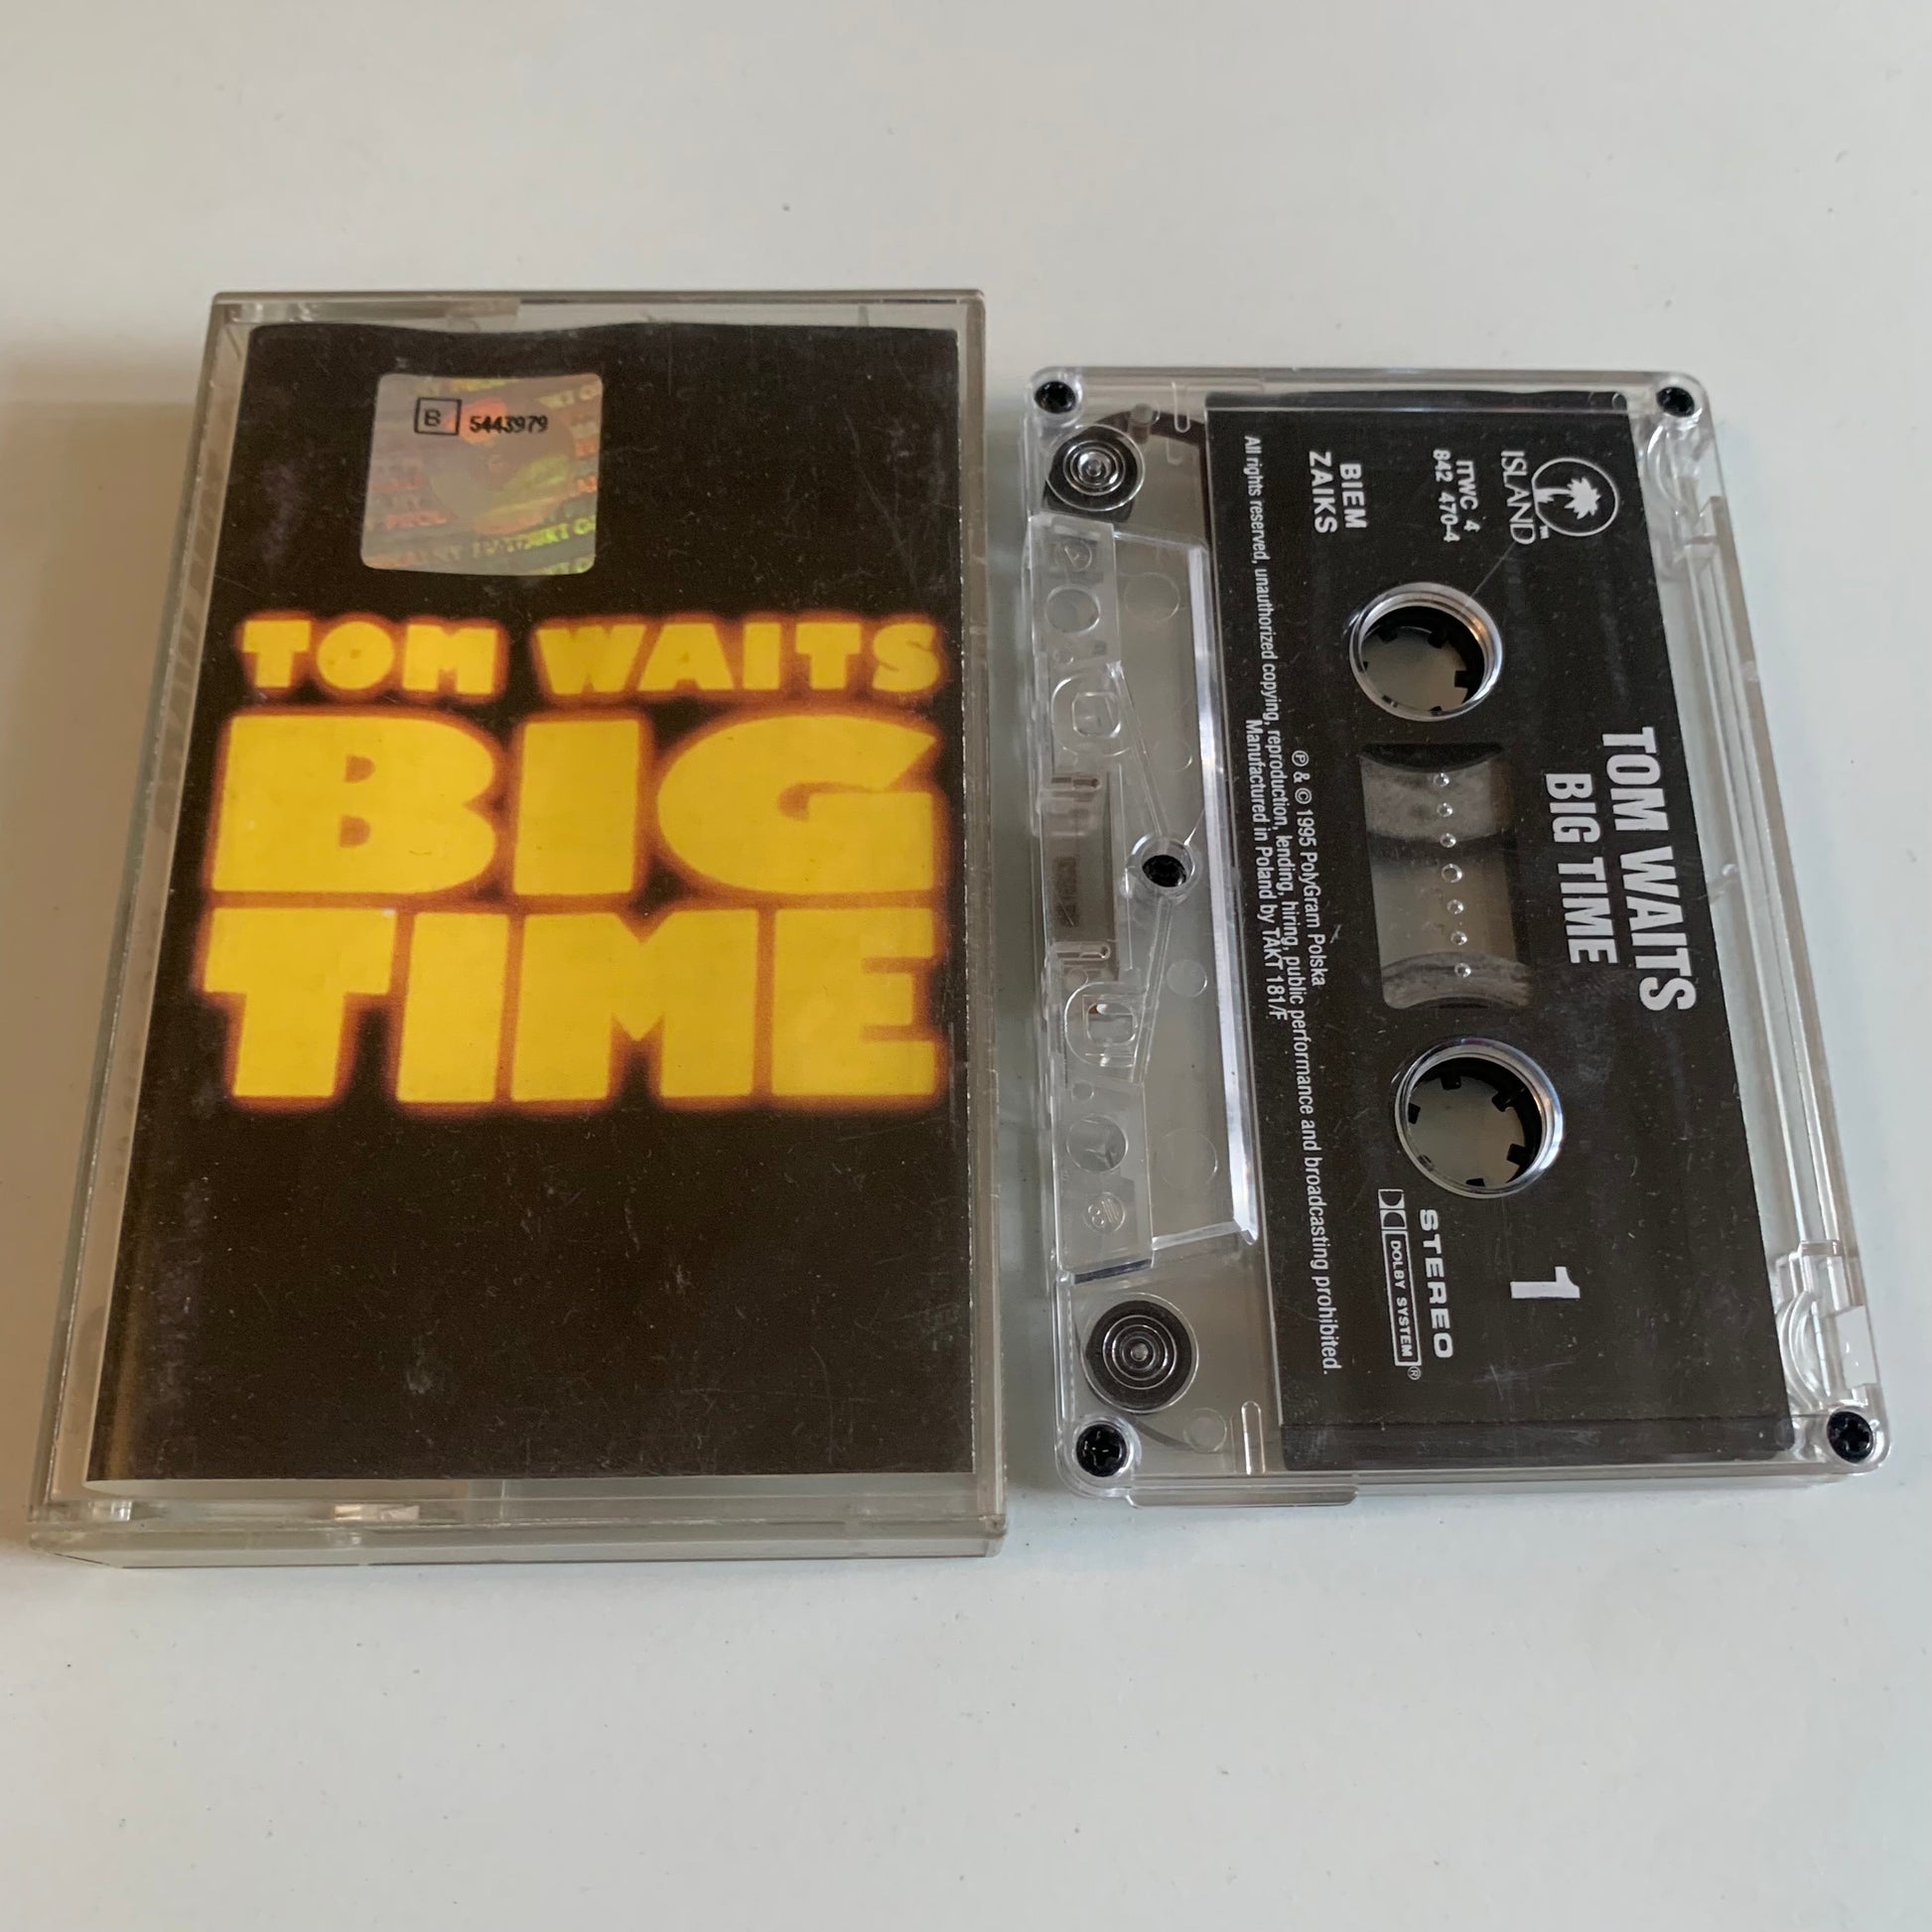 B 5443979
TOM WAITS
BIG
TIME
TOM WAITS
BIG TIME
ISLAND
ITWC 4
842 470-4
BIEM
ZAIKS
1
STEREO
DOLBY SYSTEM®
℗ & © 1995 PolyGram Polska
All rights reserved, unauthorized copying, reproduction, lending, hiring, public performance and broadcasting prohibited.
Manufactured in Poland by TAKT 181/F